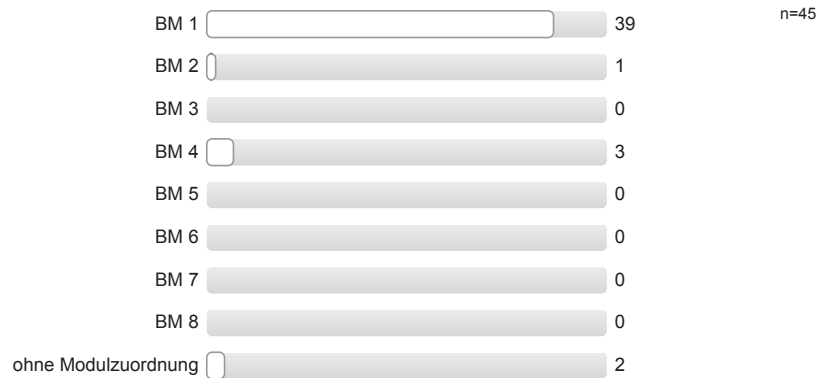 BM 1 39 n=45
BM 2 1
BM 3 0
BM 4 3
BM 5 0
BM 6 0
BM 7 0
BM 8 0
ohne Modulzuordnung 2